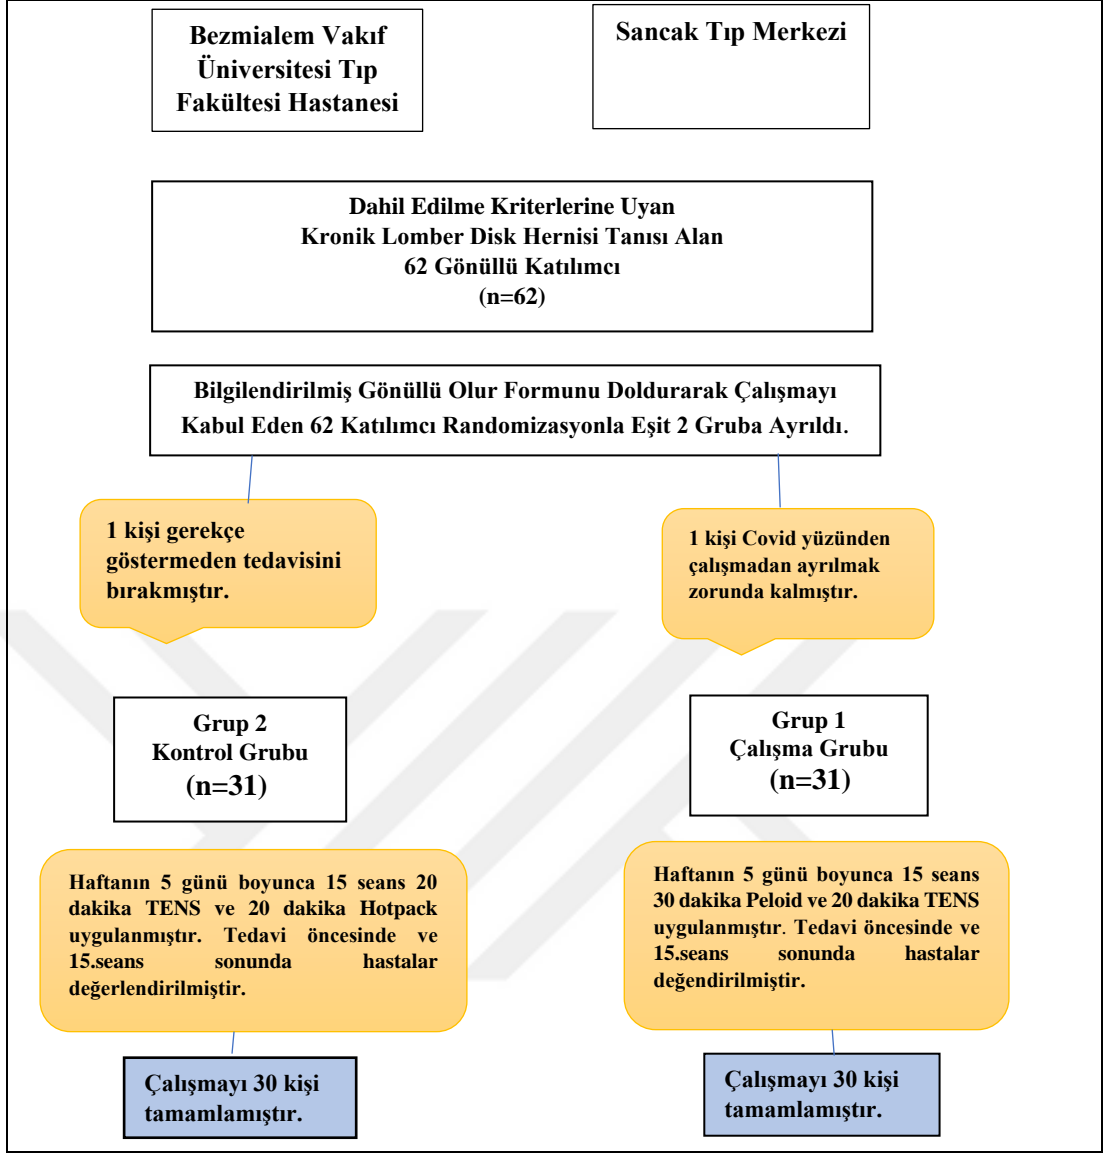 Bezmialem Vakıf
Üniversitesi Tıp
Fakültesi Hastanesi
Sancak Tıp Merkezi
Dahil Edilme Kriterlerine Uyan
Kronik Lomber Disk Hernisi Tanısı Alan
62 Gönüllü Katılımcı
(n=62)
Bilgilendirilmiş Gönüllü Olur Formunu Doldurarak Çalışmayı
Kabul Eden 62 Katılımcı Randomizasyonla Eşit 2 Gruba Ayrıldı.
1 kişi gerekçe
göstermeden tedavisini
bırakmıştır.
1 kişi Covid yüzünden
çalışmadan ayrılmak
zorunda kalmıştır.
Grup 2
Kontrol Grubu
(n=31)
Grup 1
Çalışma Grubu
(n=31)
Haftanın 5 günü boyunca 15 seans 20
dakika TENS ve 20 dakika Hotpack
uygulanmıştır. Tedavi öncesinde ve
15.seans sonunda hastalar
değerlendirilmiştir.
Haftanın 5 günü boyunca 15 seans
30 dakika Peloid ve 20 dakika TENS
uygulanmıştır. Tedavi öncesinde ve
15.seans sonunda hastalar
değendirilmiştir.
Çalışmayı 30 kişi
tamamlamıştır.
Çalışmayı 30 kişi
tamamlamıştır.